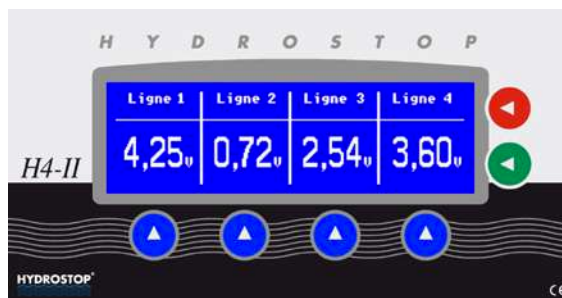 H Y D R O S T O P
Ligne 1 Ligne 2 Ligne 3 Ligne 4
4,25v 0,72v 2,54v 3,60v
H4-II
HYDROSTOP
CE